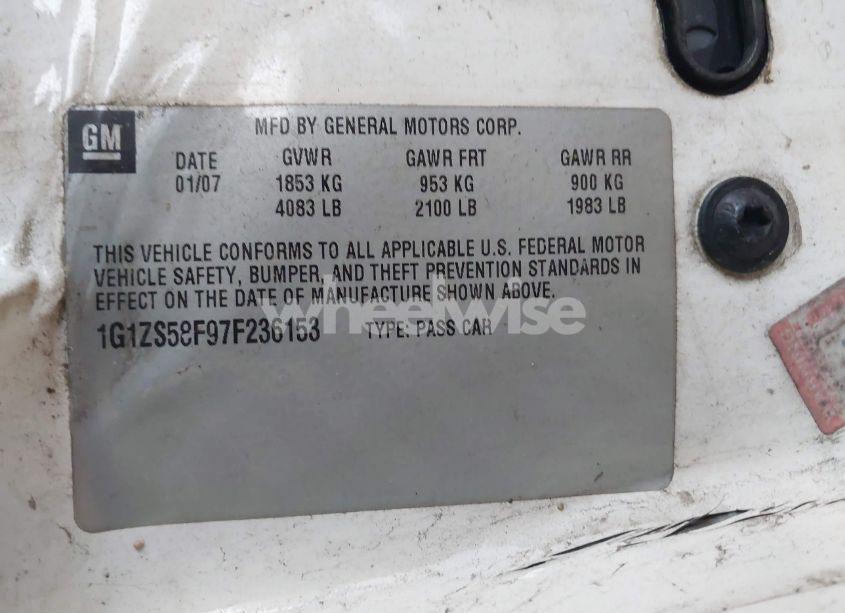 GM
MFD BY GENERAL MOTORS CORP.
DATE GVWR GAWR FRT GAWR RR
01/07 1853 KG 953 KG 900 KG
4083 LB 2100 LB 1983 LB
THIS VEHICLE CONFORMS TO ALL APPLICABLE U.S. FEDERAL MOTOR
VEHICLE SAFETY, BUMPER, AND THEFT PREVENTION STANDARDS IN
EFFECT ON THE DATE OF MANUFACTURE SHOWN ABOVE.
wheelwise
1G1ZS58F97F236153 TYPE: PASS CAR